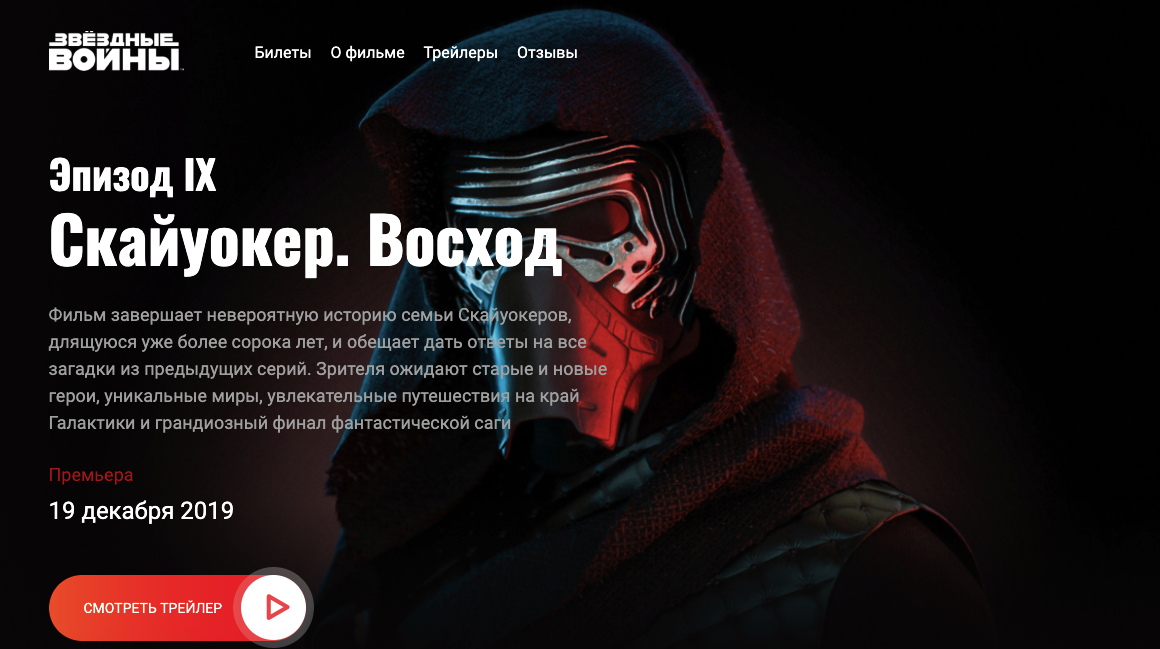 ЗВЁЗДНЫЕ
ВОЙНЫ
Билеты О фильме Трейлеры Отзывы
Эпизод IX
Скайуокер. Восход
Фильм завершает невероятную историю семьи Скайуокеров,
длящуюся уже более сорока лет, и обещает дать ответы на все
загадки из предыдущих серий. Зрителя ожидают старые и новые
герои, уникальные миры, увлекательные путешествия на край
Галактики и грандиозный финал фантастической саги
Премьера
19 декабря 2019
СМОТРЕТЬ ТРЕЙЛЕР